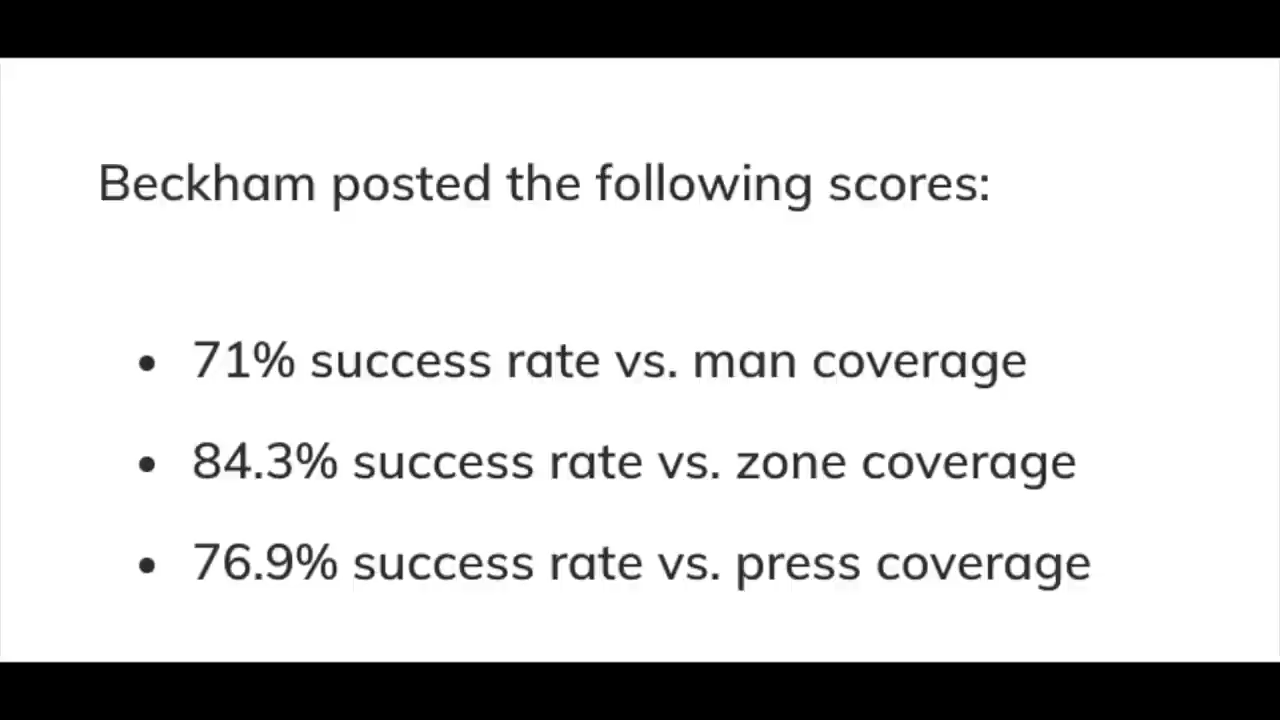 Beckham posted the following scores:
• 71% success rate vs. man coverage
• 84.3% success rate vs. zone coverage
• 76.9% success rate vs. press coverage